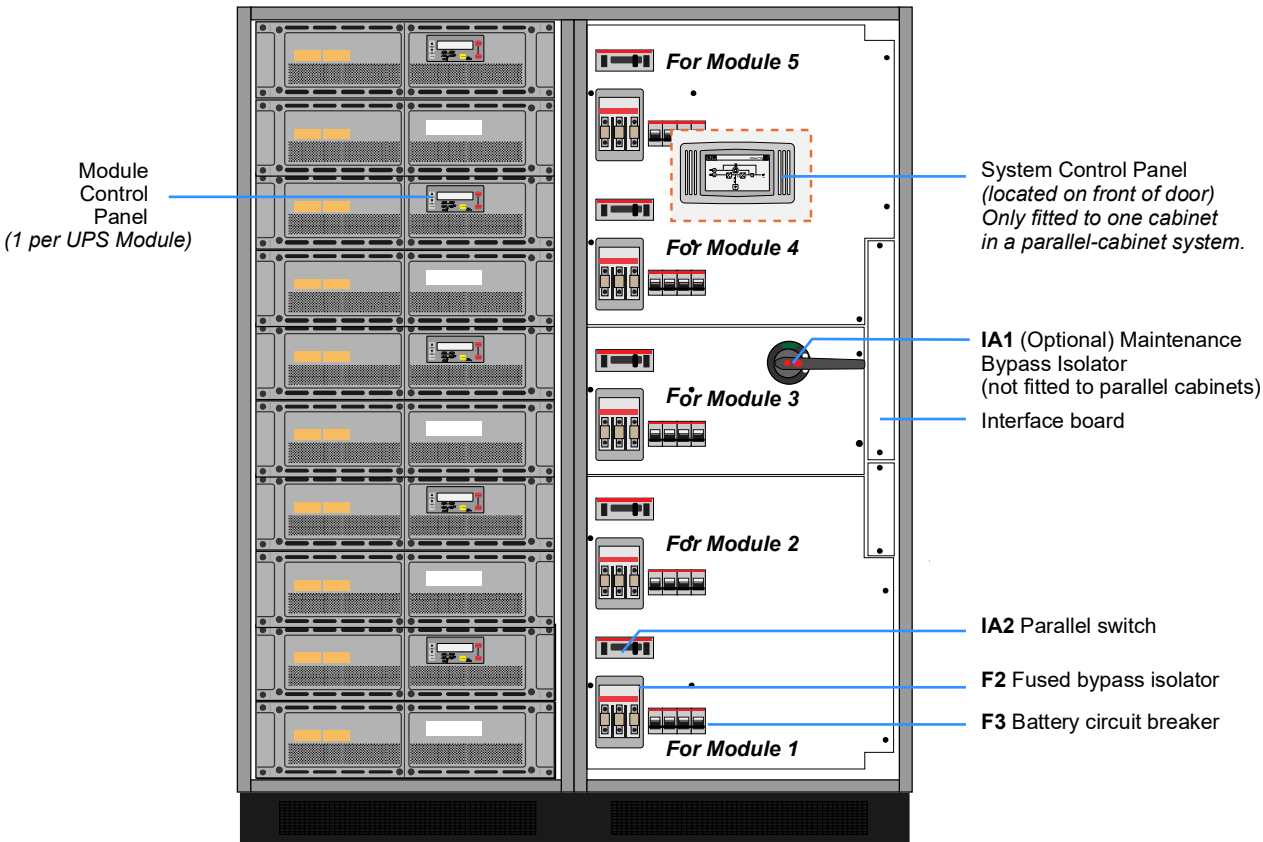 For Module 5
Module
Control
Panel
(1 per UPS Module)
System Control Panel
(located on front of door)
Only fitted to one cabinet
in a parallel-cabinet system.
For Module 4
IA1 (Optional) Maintenance
Bypass Isolator
(not fitted to parallel cabinets)
For Module 3
Interface board
For Module 2
IA2 Parallel switch
F2 Fused bypass isolator
F3 Battery circuit breaker
For Module 1